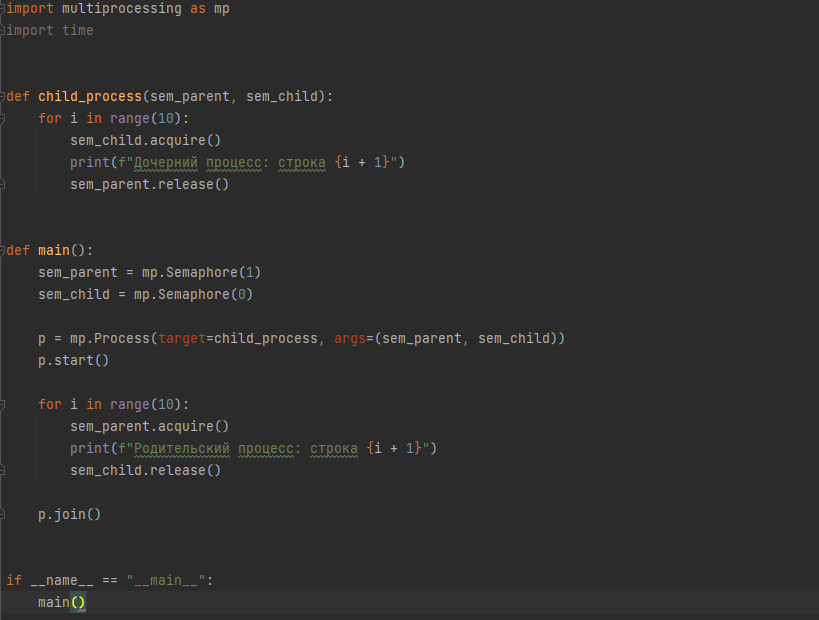 import multiprocessing as mp
import time
def child_process(sem_parent, sem_child):
    for i in range(10):
        sem_child.acquire()
        print(f"Дочерний процесс: строка {i + 1}")
        sem_parent.release()
def main():
    sem_parent = mp.Semaphore(1)
    sem_child = mp.Semaphore(0)
    p = mp.Process(target=child_process, args=(sem_parent, sem_child))
    p.start()
    for i in range(10):
        sem_parent.acquire()
        print(f"Родительский процесс: строка {i + 1}")
        sem_child.release()
    p.join()
if __name__ == "__main__":
    main()